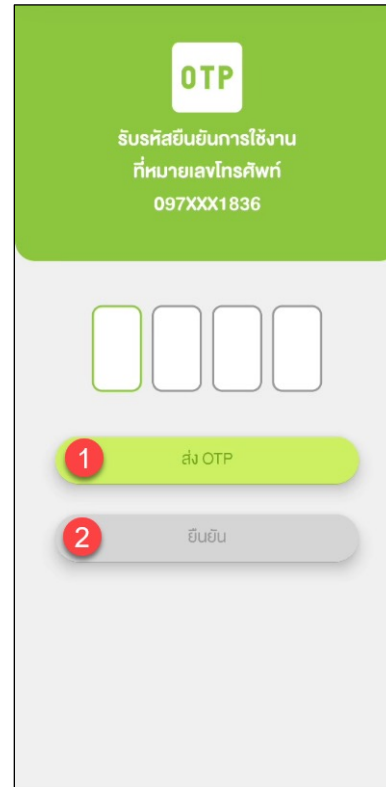 OTP
รับรหัสยืนยันการใช้งาน
ที่หมายเลขโทรศัพท์
097XXX1836
1 ส่ง OTP
2 ยืนยัน